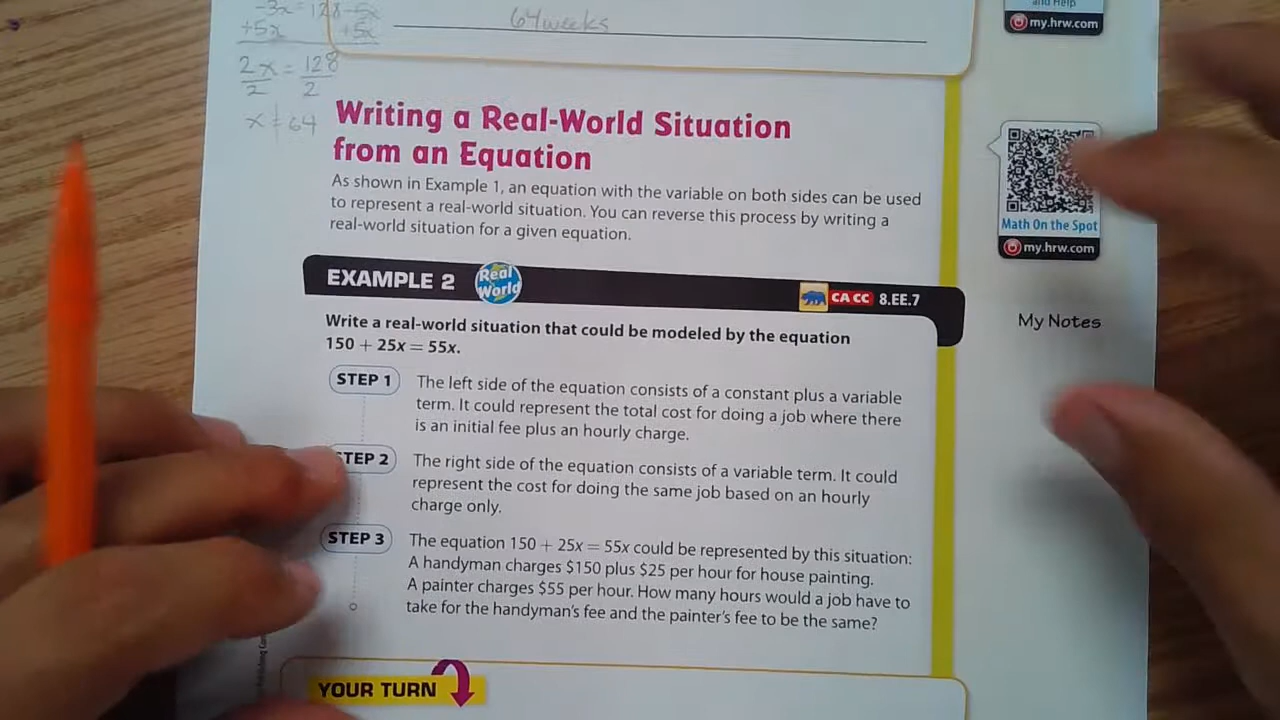 -3x = 128 - 5x
+5x +5x
64 weeks
2x = 128
2 2
x = 64
and Help
my.hrw.com
Writing a Real-World Situation
from an Equation
As shown in Example 1, an equation with the variable on both sides can be used
to represent a real-world situation. You can reverse this process by writing a
real-world situation for a given equation.
Math On the Spot
my.hrw.com
EXAMPLE 2 Real World CA CC 8.EE.7
My Notes
Write a real-world situation that could be modeled by the equation
150 + 25x = 55x.
STEP 1 The left side of the equation consists of a constant plus a variable
term. It could represent the total cost for doing a job where there
is an initial fee plus an hourly charge.
STEP 2 The right side of the equation consists of a variable term. It could
represent the cost for doing the same job based on an hourly
charge only.
STEP 3 The equation 150 + 25x = 55x could be represented by this situation:
A handyman charges $150 plus $25 per hour for house painting.
A painter charges $55 per hour. How many hours would a job have to
take for the handyman's fee and the painter's fee to be the same?
YOUR TURN